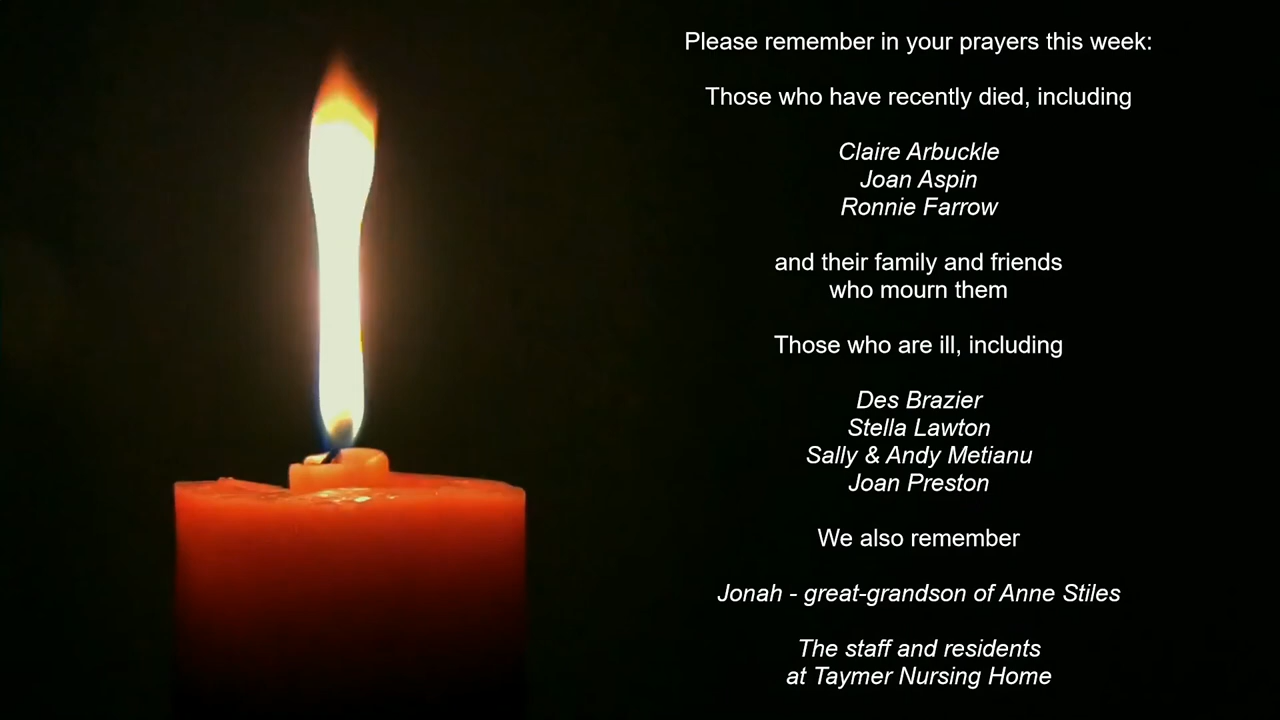 Please remember in your prayers this week:
Those who have recently died, including
Claire Arbuckle
Joan Aspin
Ronnie Farrow
and their family and friends
who mourn them
Those who are ill, including
Des Brazier
Stella Lawton
Sally & Andy Metianu
Joan Preston
We also remember
Jonah - great-grandson of Anne Stiles
The staff and residents
at Taymer Nursing Home